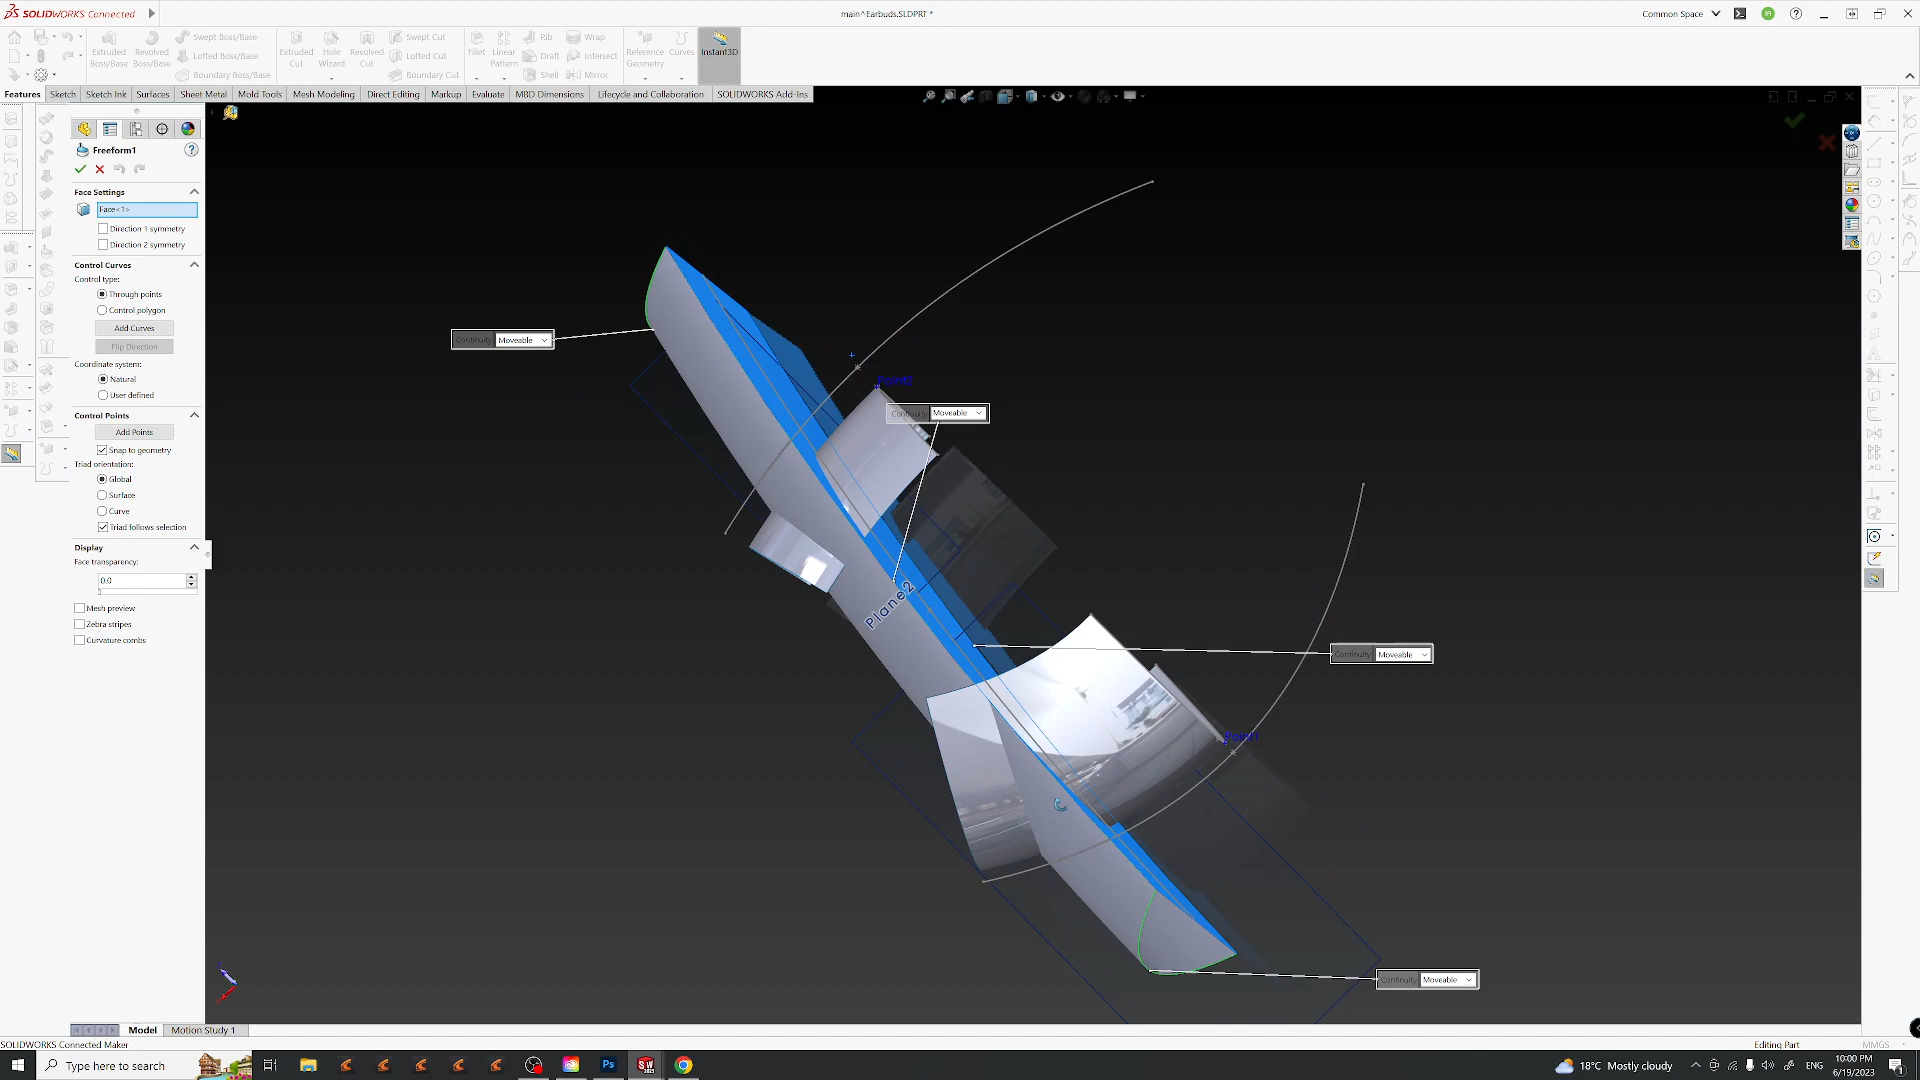 SOLIDWORKS Connected
main^Earbuds.SLDPRT *
Common Space
Extruded Boss/Base
Revolved Boss/Base
Swept Boss/Base
Lofted Boss/Base
Boundary Boss/Base
Extruded Cut
Hole Wizard
Revolved Cut
Swept Cut
Lofted Cut
Boundary Cut
Fillet
Linear Pattern
Rib
Draft
Shell
Wrap
Intersect
Mirror
Reference Geometry
Curves
Instant3D
Features
Sketch
Sketch Ink
Surfaces
Sheet Metal
Mold Tools
Mesh Modeling
Direct Editing
Markup
Evaluate
MBD Dimensions
Lifecycle and Collaboration
SOLIDWORKS Add-Ins
Freeform1
Face Settings
Face<1>
Direction 1 symmetry
Direction 2 symmetry
Control Curves
Control type:
Through points
Control polygon
Add Curves
Flip Direction
Coordinate system:
Natural
User defined
Control Points
Add Points
Snap to geometry
Triad orientation:
Global
Surface
Curve
Triad follows selection
Display
Face transparency:
0.0
Mesh preview
Zebra stripes
Curvature combs
Continuity: Moveable
Continuity: Moveable
Plane2
Continuity: Moveable
Point1
Continuity: Moveable
Model
Motion Study 1
SOLIDWORKS Connected Maker
Editing Part
MMGS
Type here to search
18°C Mostly cloudy
ENG
10:00 PM
6/19/2023